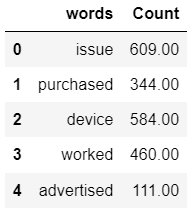 words Count
0 issue 609.00
1 purchased 344.00
2 device 584.00
3 worked 460.00
4 advertised 111.00